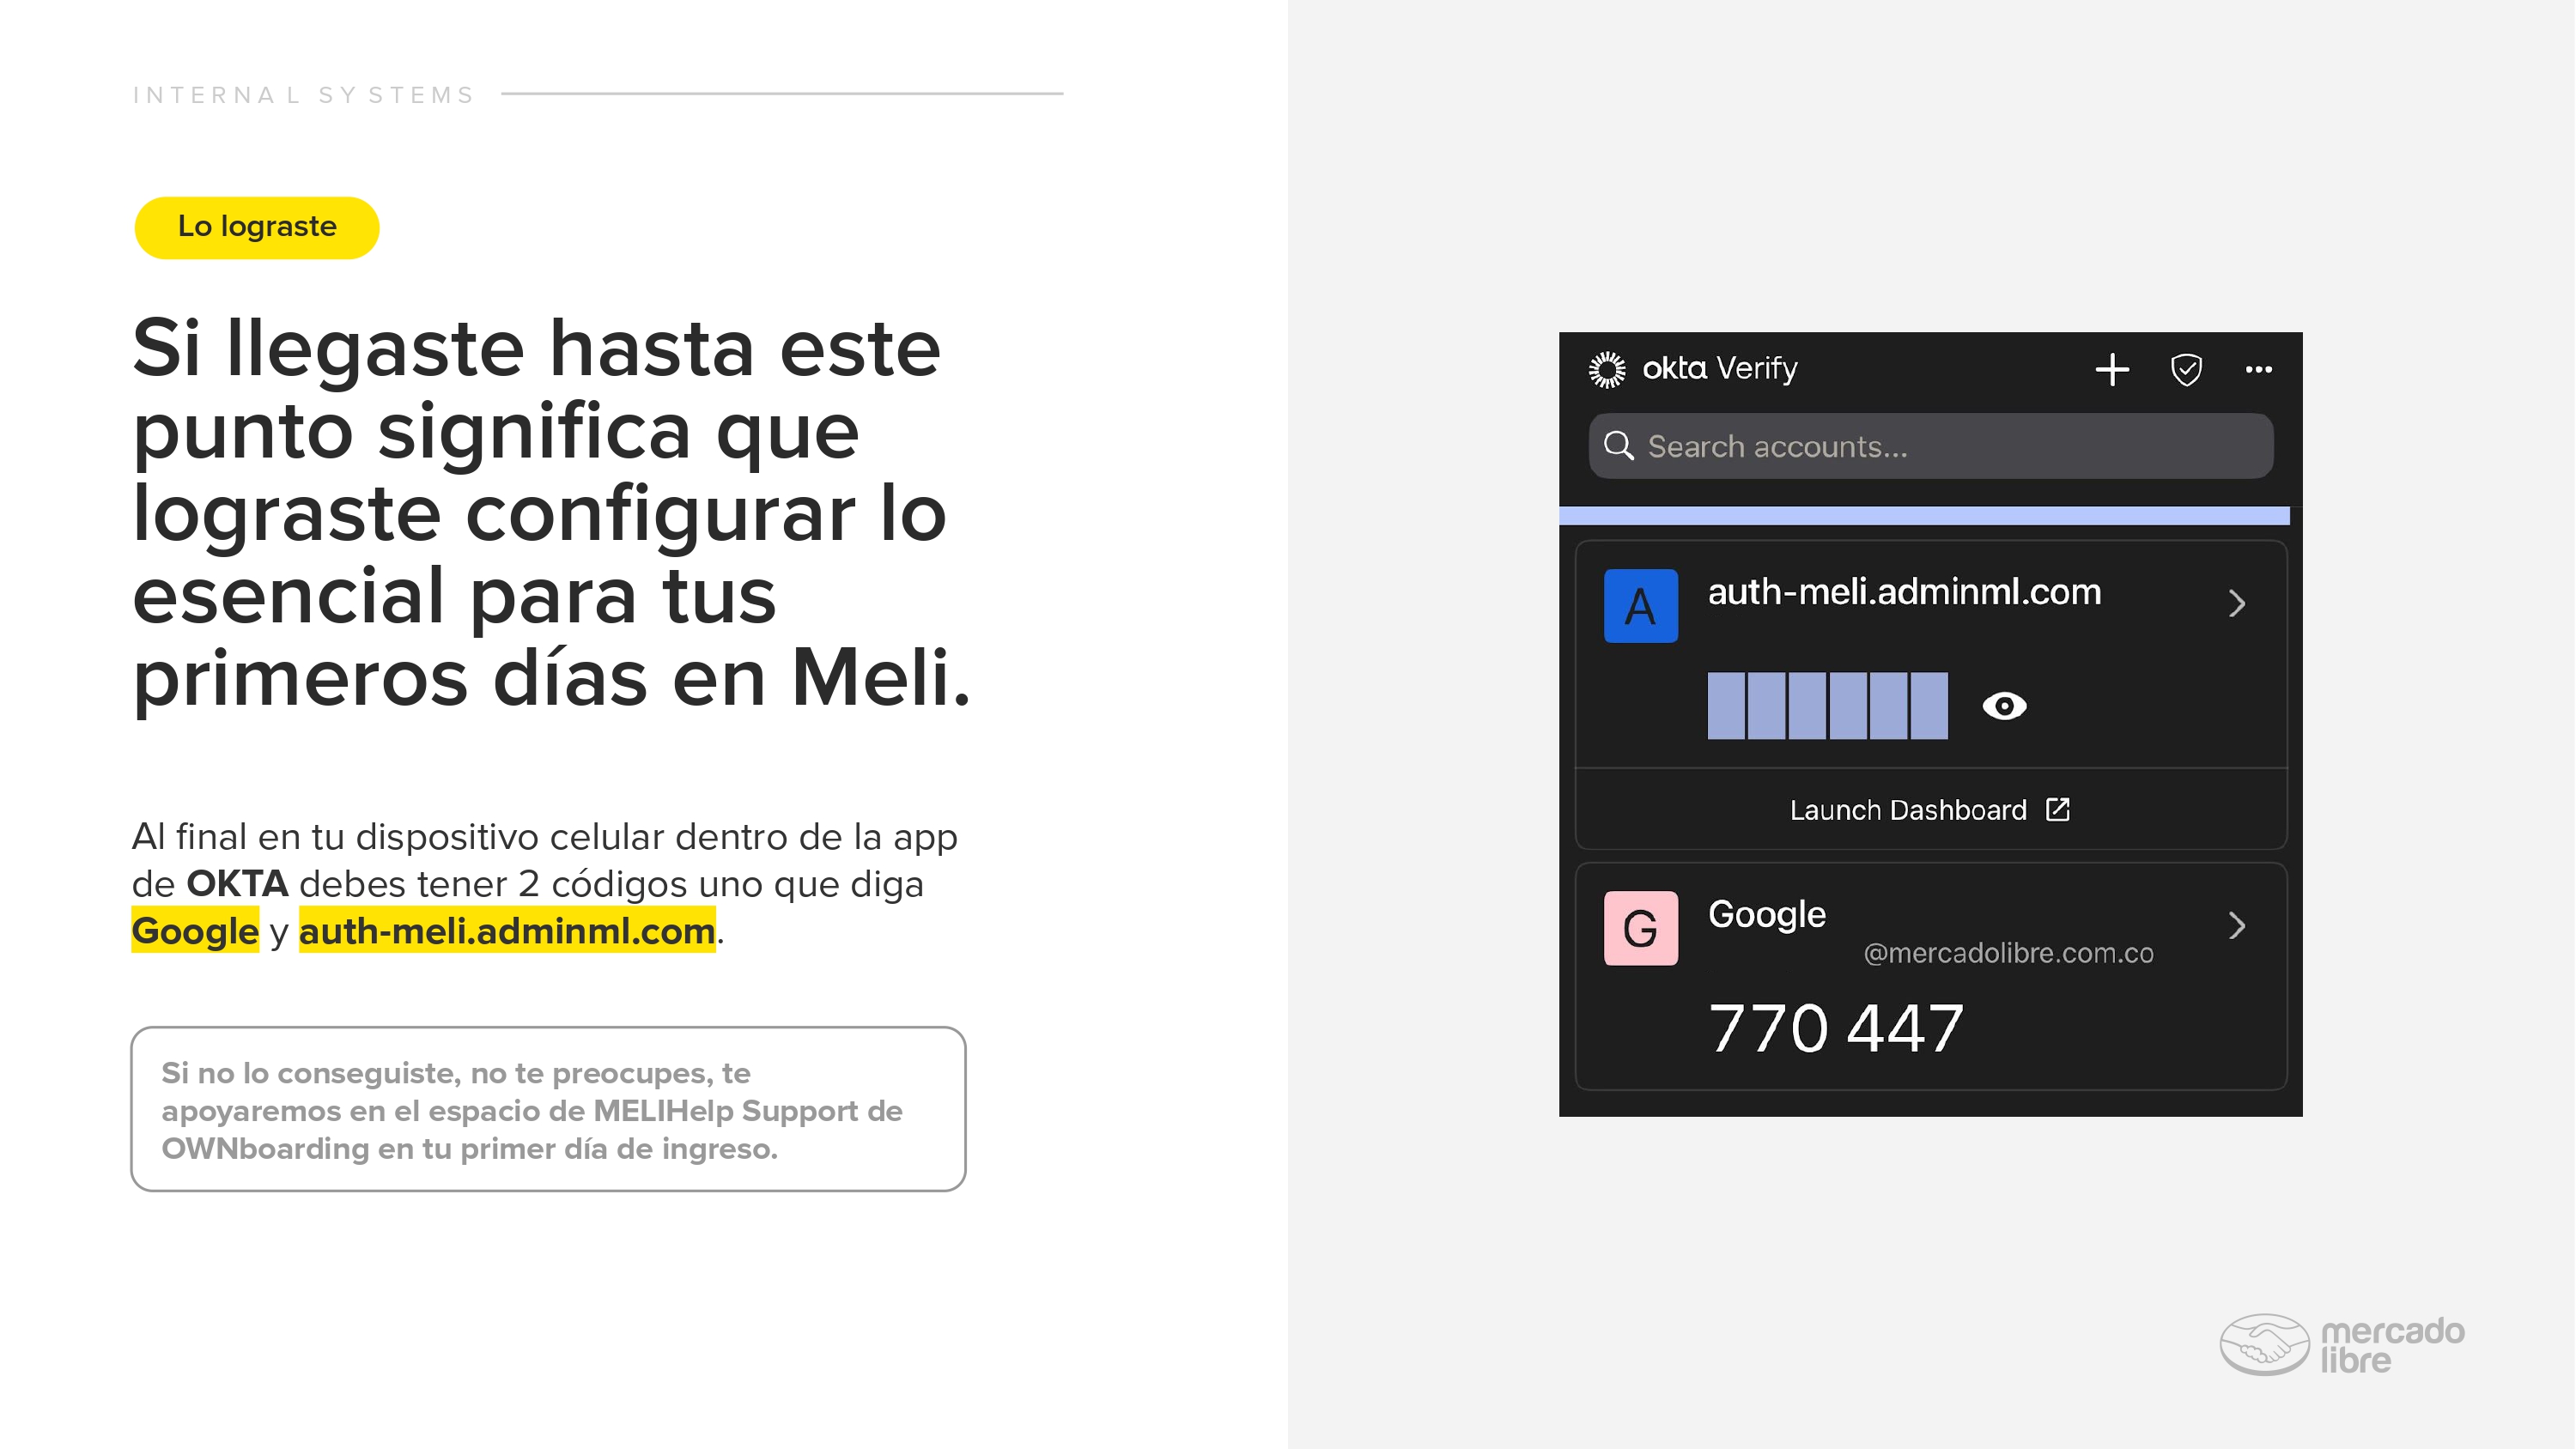 INTERNAL SYSTEMS
Lo lograste
Si llegaste hasta este
punto significa que
lograste configurar lo
esencial para tus
primeros días en Meli.
Al final en tu dispositivo celular dentro de la app
de OKTA debes tener 2 códigos uno que diga
Google y auth-meli.adminml.com.
Si no lo conseguiste, no te preocupes, te
apoyaremos en el espacio de MELIHelp Support de
OWNboarding en tu primer día de ingreso.
okta Verify
Search accounts...
A
auth-meli.adminml.com
Launch Dashboard
G
Google
@mercadolibre.com.co
770 447
mercado
libre